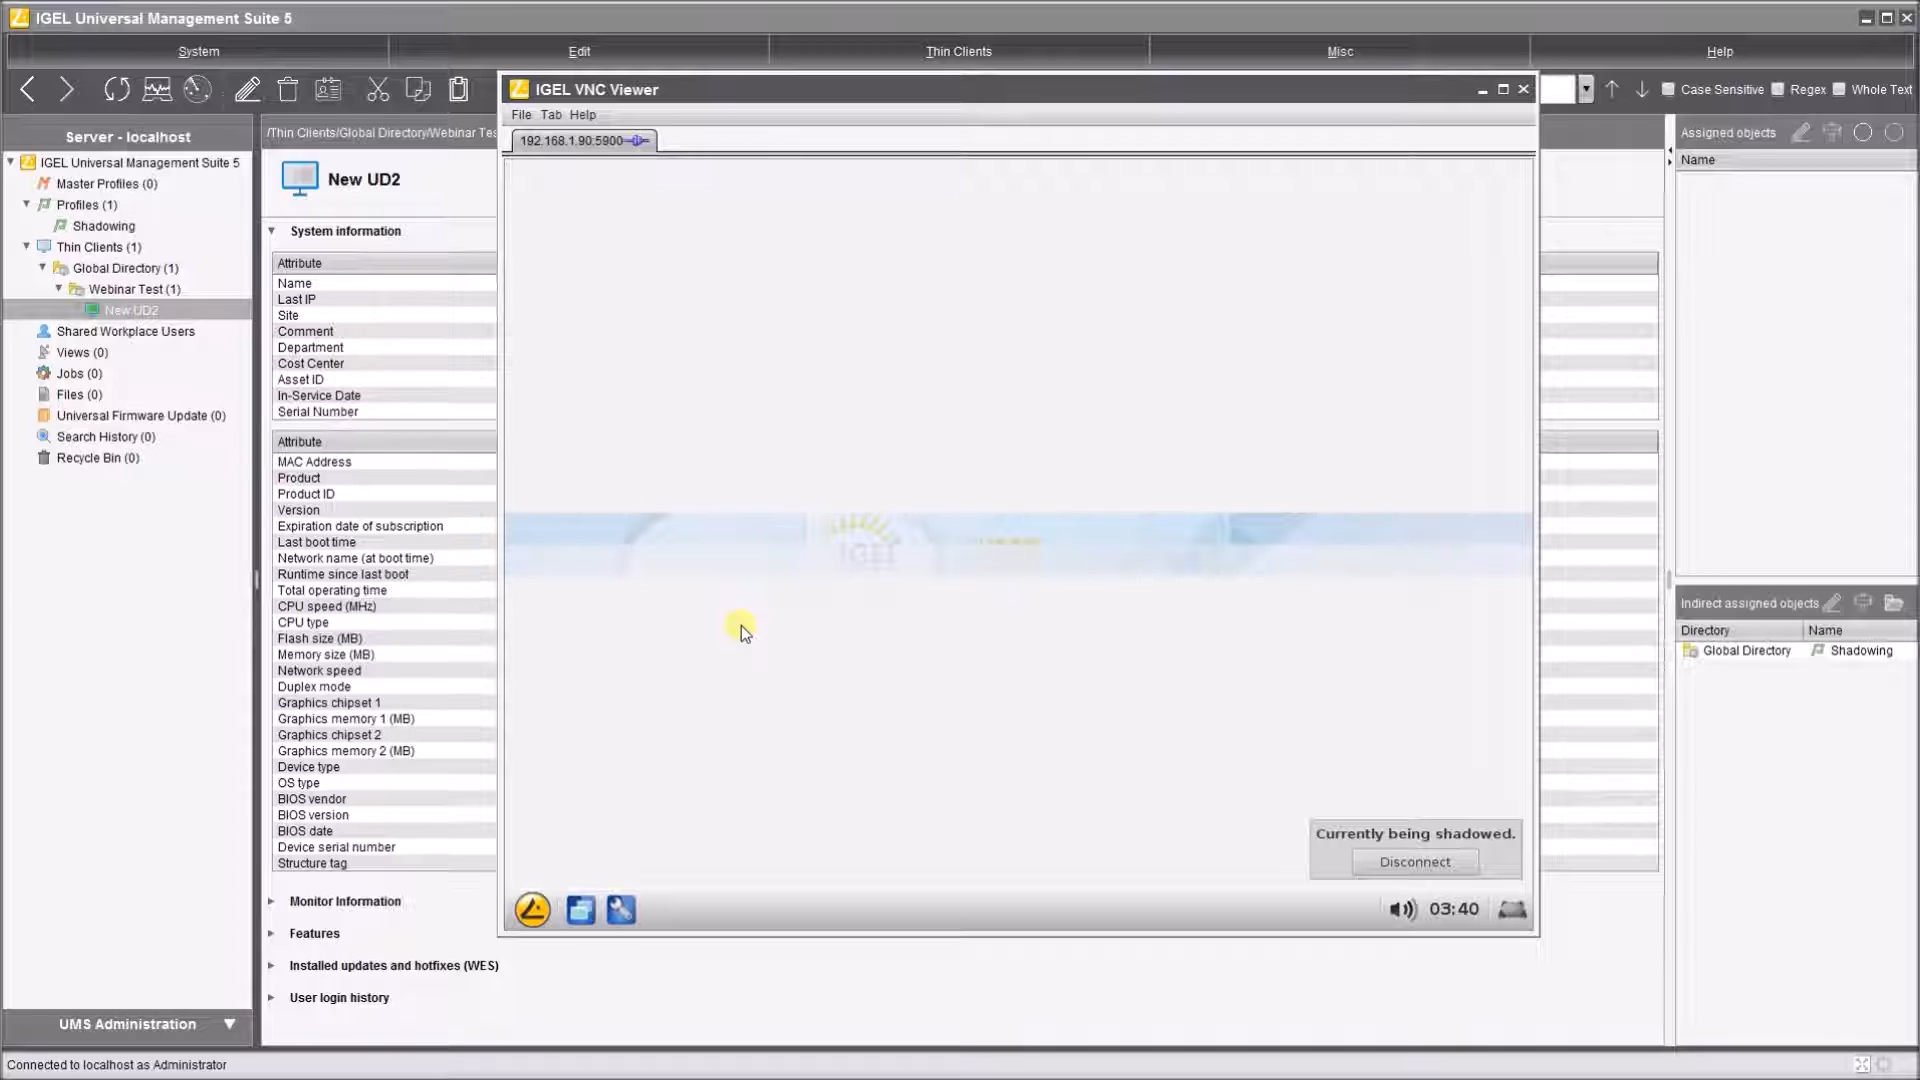 IGEL Universal Management Suite 5
System
Edit
Thin Clients
Misc
Help
Case Sensitive
Regex
Whole Text
Server - localhost
IGEL Universal Management Suite 5
Master Profiles (0)
Profiles (1)
Shadowing
Thin Clients (1)
Global Directory (1)
Webinar Test (1)
New UD2
Shared Workplace Users
Views (0)
Jobs (0)
Files (0)
Universal Firmware Update (0)
Search History (0)
Recycle Bin (0)
UMS Administration
Connected to localhost as Administrator
/Thin Clients/Global Directory/Webinar Tes
New UD2
System information
Attribute
Name
Last IP
Site
Comment
Department
Cost Center
Asset ID
In-Service Date
Serial Number
Attribute
MAC Address
Product
Product ID
Version
Expiration date of subscription
Last boot time
Network name (at boot time)
Runtime since last boot
Total operating time
CPU speed (MHz)
CPU type
Flash size (MB)
Memory size (MB)
Network speed
Duplex mode
Graphics chipset 1
Graphics memory 1 (MB)
Graphics chipset 2
Graphics memory 2 (MB)
Device type
OS type
BIOS vendor
BIOS version
BIOS date
Device serial number
Structure tag
Monitor Information
Features
Installed updates and hotfixes (WES)
User login history
IGEL VNC Viewer
File Tab Help
192.168.1.90:5900
IGEL
Currently being shadowed.
Disconnect
03:40
Assigned objects
Name
Indirect assigned objects
Directory Name
Global Directory Shadowing